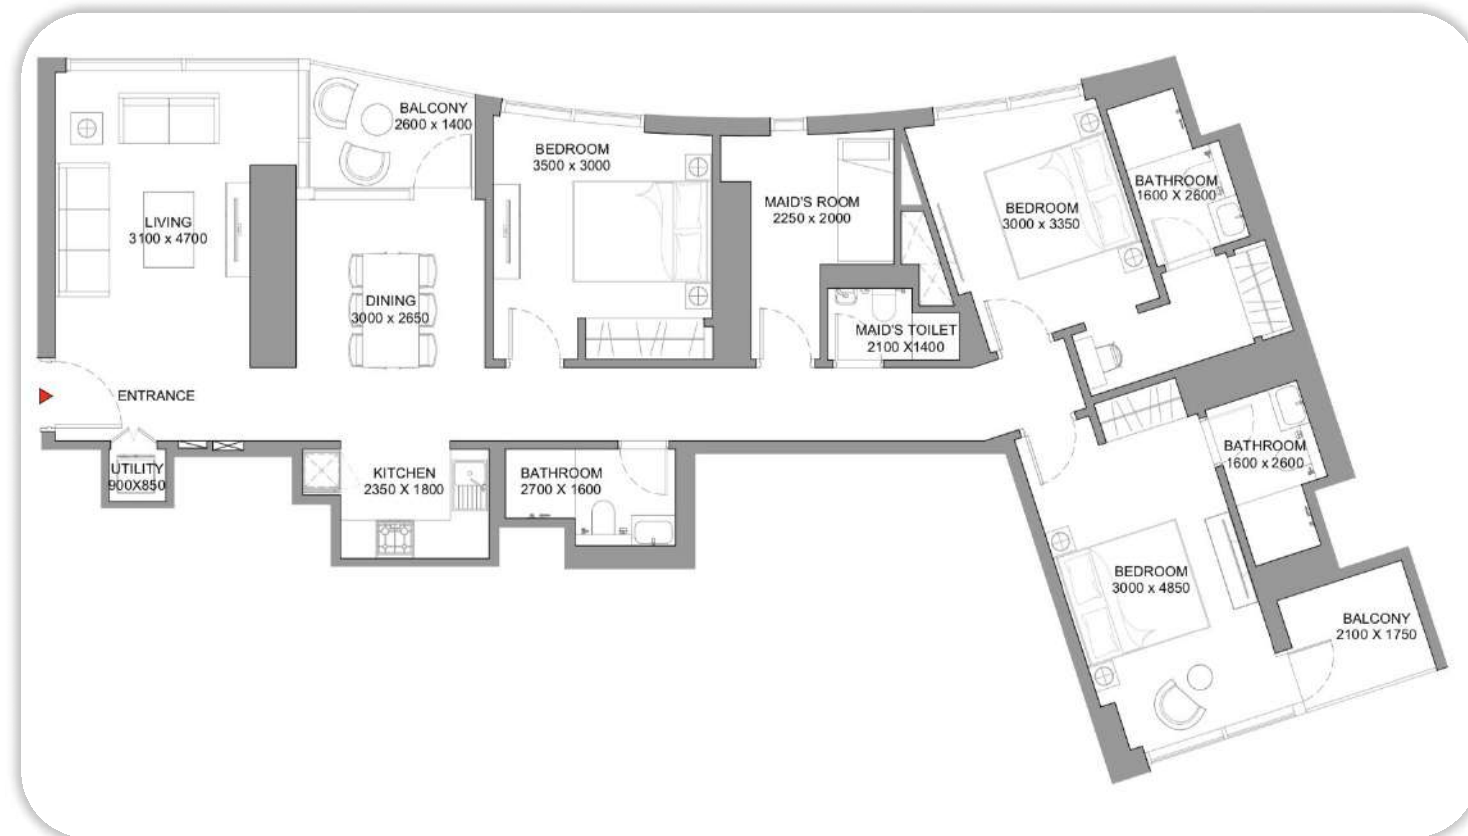 BALCONY
2600 x 1400
BEDROOM
3500 x 3000
LIVING
3100 x 4700
MAID'S ROOM
2250 x 2000
BEDROOM
3000 x 3350
BATHROOM
1600 X 2600
DINING
3000 x 2650
MAID'S TOILET
2100 X1400
ENTRANCE
UTILITY
900X850
KITCHEN
2350 X 1800
BATHROOM
2700 X 1600
BATHROOM
1600 x 2600
BEDROOM
3000 x 4850
BALCONY
2100 X 1750